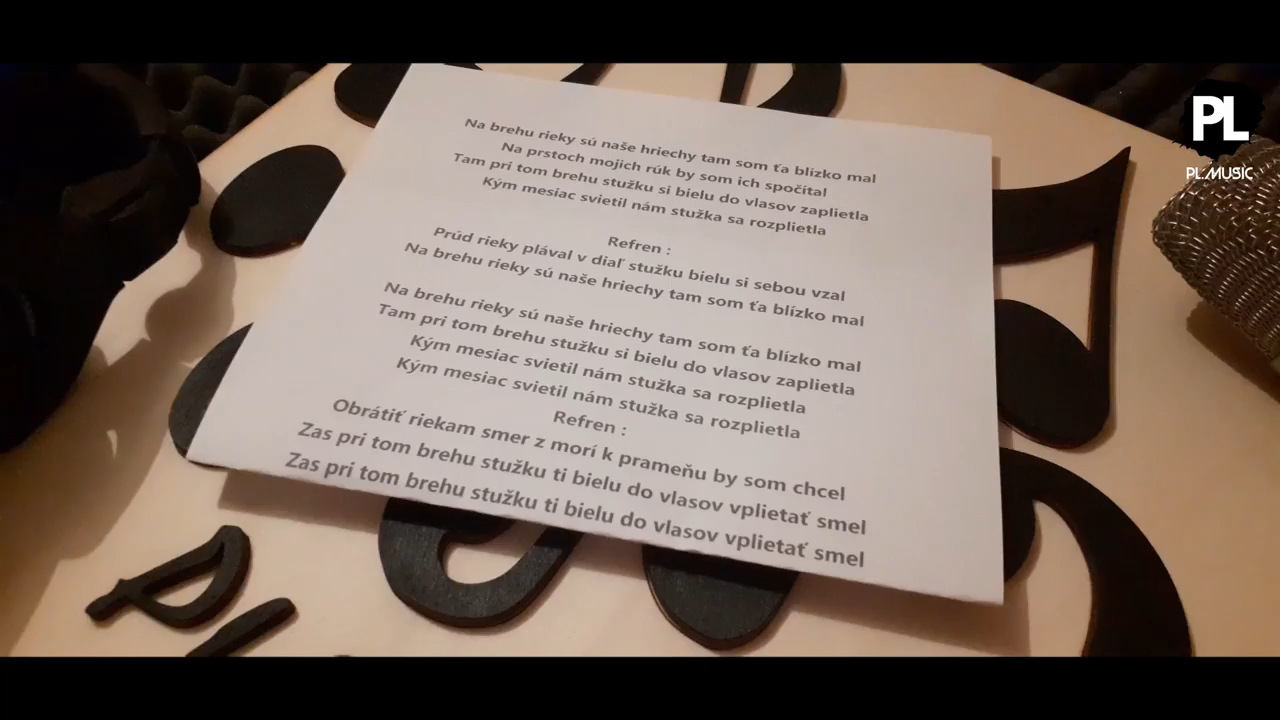 Na brehu rieky sú naše hriechy tam som ťa blízko mal
Na prstoch mojich rúk by som ich spočítal
Tam pri tom brehu stužku si bielu do vlasov zaplietla
Kým mesiac svietil nám stužka sa rozplietla
Refren :
Prúd rieky plával v diaľ stužku bielu si sebou vzal
Na brehu rieky sú naše hriechy tam som ťa blízko mal
Na brehu rieky sú naše hriechy tam som ťa blízko mal
Tam pri tom brehu stužku si bielu do vlasov zaplietla
Kým mesiac svietil nám stužka sa rozplietla
Kým mesiac svietil nám stužka sa rozplietla
Refren :
Obrátiť riekam smer z morí k prameňu by som chcel
Zas pri tom brehu stužku ti bielu do vlasov vplietať smel
Zas pri tom brehu stužku ti bielu do vlasov vplietať smel
PL
PL.MUSIC